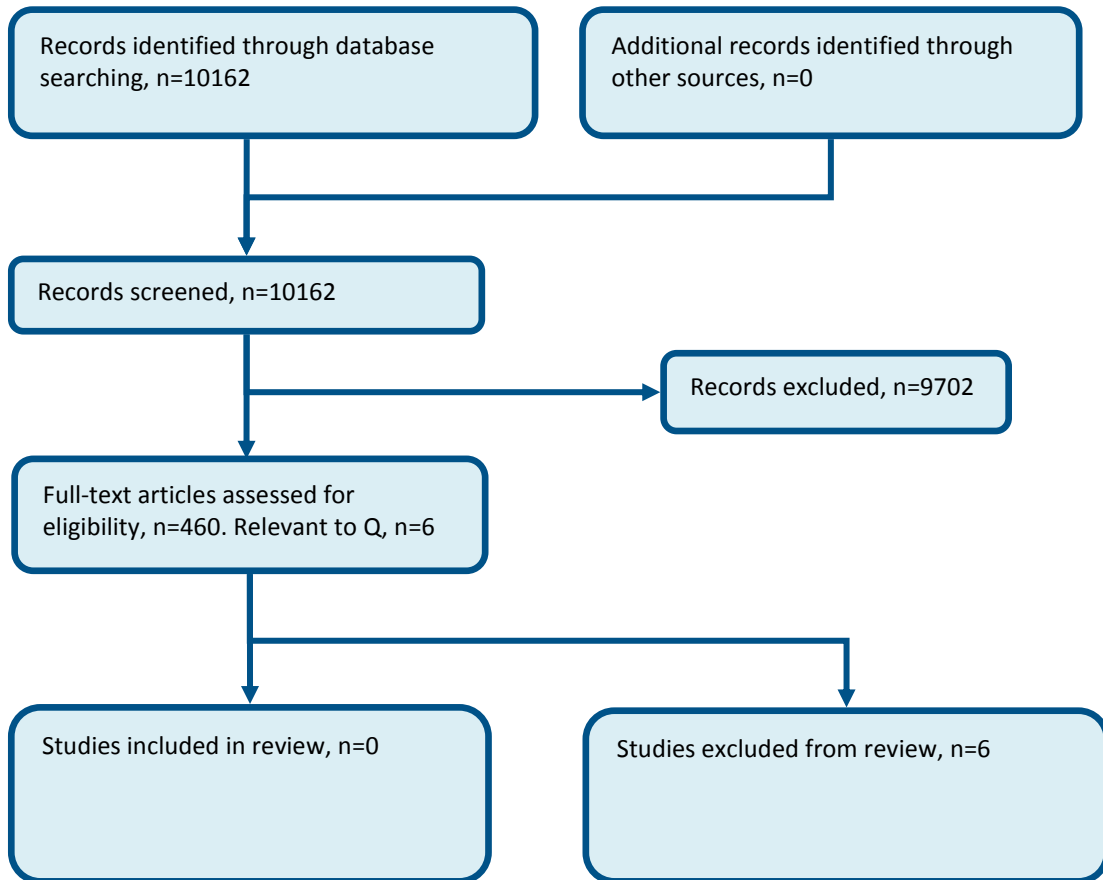 Records identified through database
searching, n=10162
Additional records identified through
other sources, n=0
Records screened, n=10162
Records excluded, n=9702
Full-text articles assessed for
eligibility, n=460. Relevant to Q, n=6
Studies included in review, n=0
Studies excluded from review, n=6